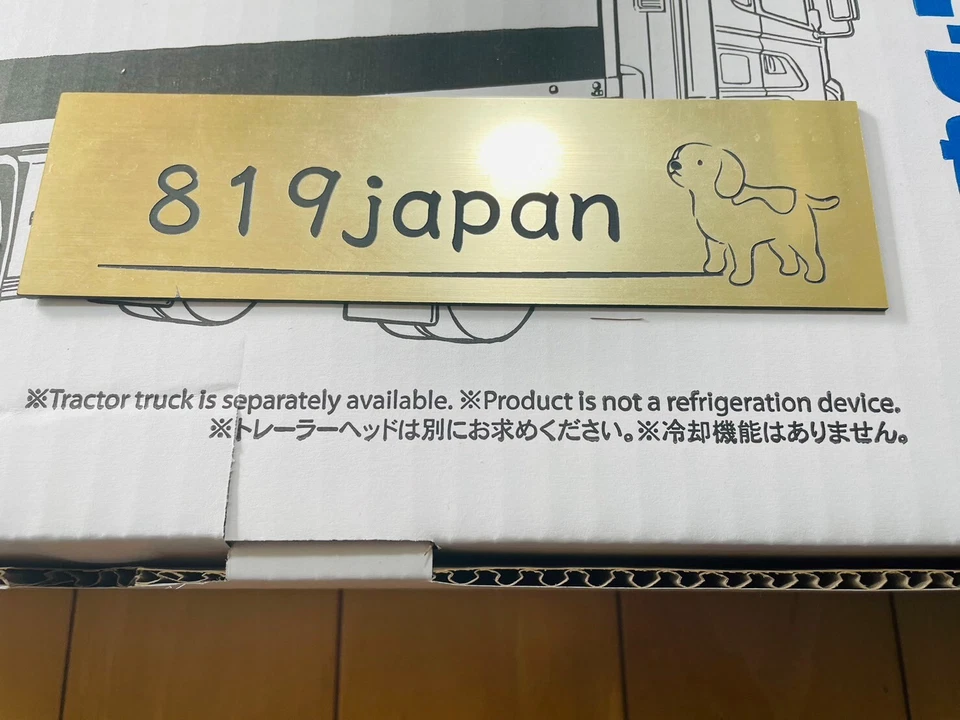 819japan
※Tractor truck is separately available. ※Product is not a refrigeration device.
※トレーラーヘッドは別にお求めください。※冷却機能はありません。